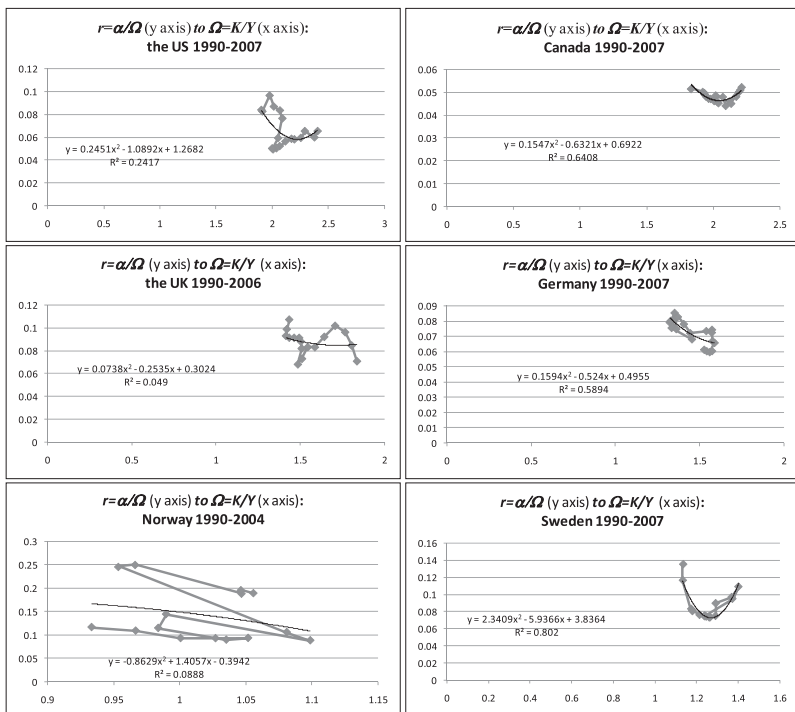 r=α/Ω (y axis) to Ω=K/Y (x axis):
the US 1990-2007
0.12
0.1
0.08
0.06
0.04
0.02
0
y = 0.2451x² - 1.0892x + 1.2682
R² = 0.2417
0 0.5 1 1.5 2 2.5 3
r=α/Ω (y axis) to Ω=K/Y (x axis):
Canada 1990-2007
0.06
0.05
0.04
0.03
0.02
0.01
0
y = 0.1547x² - 0.6321x + 0.6922
R² = 0.6408
0 0.5 1 1.5 2 2.5
r=α/Ω (y axis) to Ω=K/Y (x axis):
the UK 1990-2006
0.12
0.1
0.08
0.06
0.04
0.02
0
y = 0.0738x² - 0.2535x + 0.3024
R² = 0.049
0 0.5 1 1.5 2
r=α/Ω (y axis) to Ω=K/Y (x axis):
Germany 1990-2007
0.09
0.08
0.07
0.06
0.05
0.04
0.03
0.02
0.01
0
y = 0.1594x² - 0.524x + 0.4955
R² = 0.5894
0 0.5 1 1.5 2
r=α/Ω (y axis) to Ω=K/Y (x axis):
Norway 1990-2004
0.3
0.25
0.2
0.15
0.1
0.05
0
y = -0.8629x² + 1.4057x - 0.3942
R² = 0.0888
0.9 0.95 1 1.05 1.1 1.15
r=α/Ω (y axis) to Ω=K/Y (x axis):
Sweden 1990-2007
0.16
0.14
0.12
0.1
0.08
0.06
0.04
0.02
0
y = 2.3409x² - 5.9366x + 3.8364
R² = 0.802
0 0.2 0.4 0.6 0.8 1 1.2 1.4 1.6